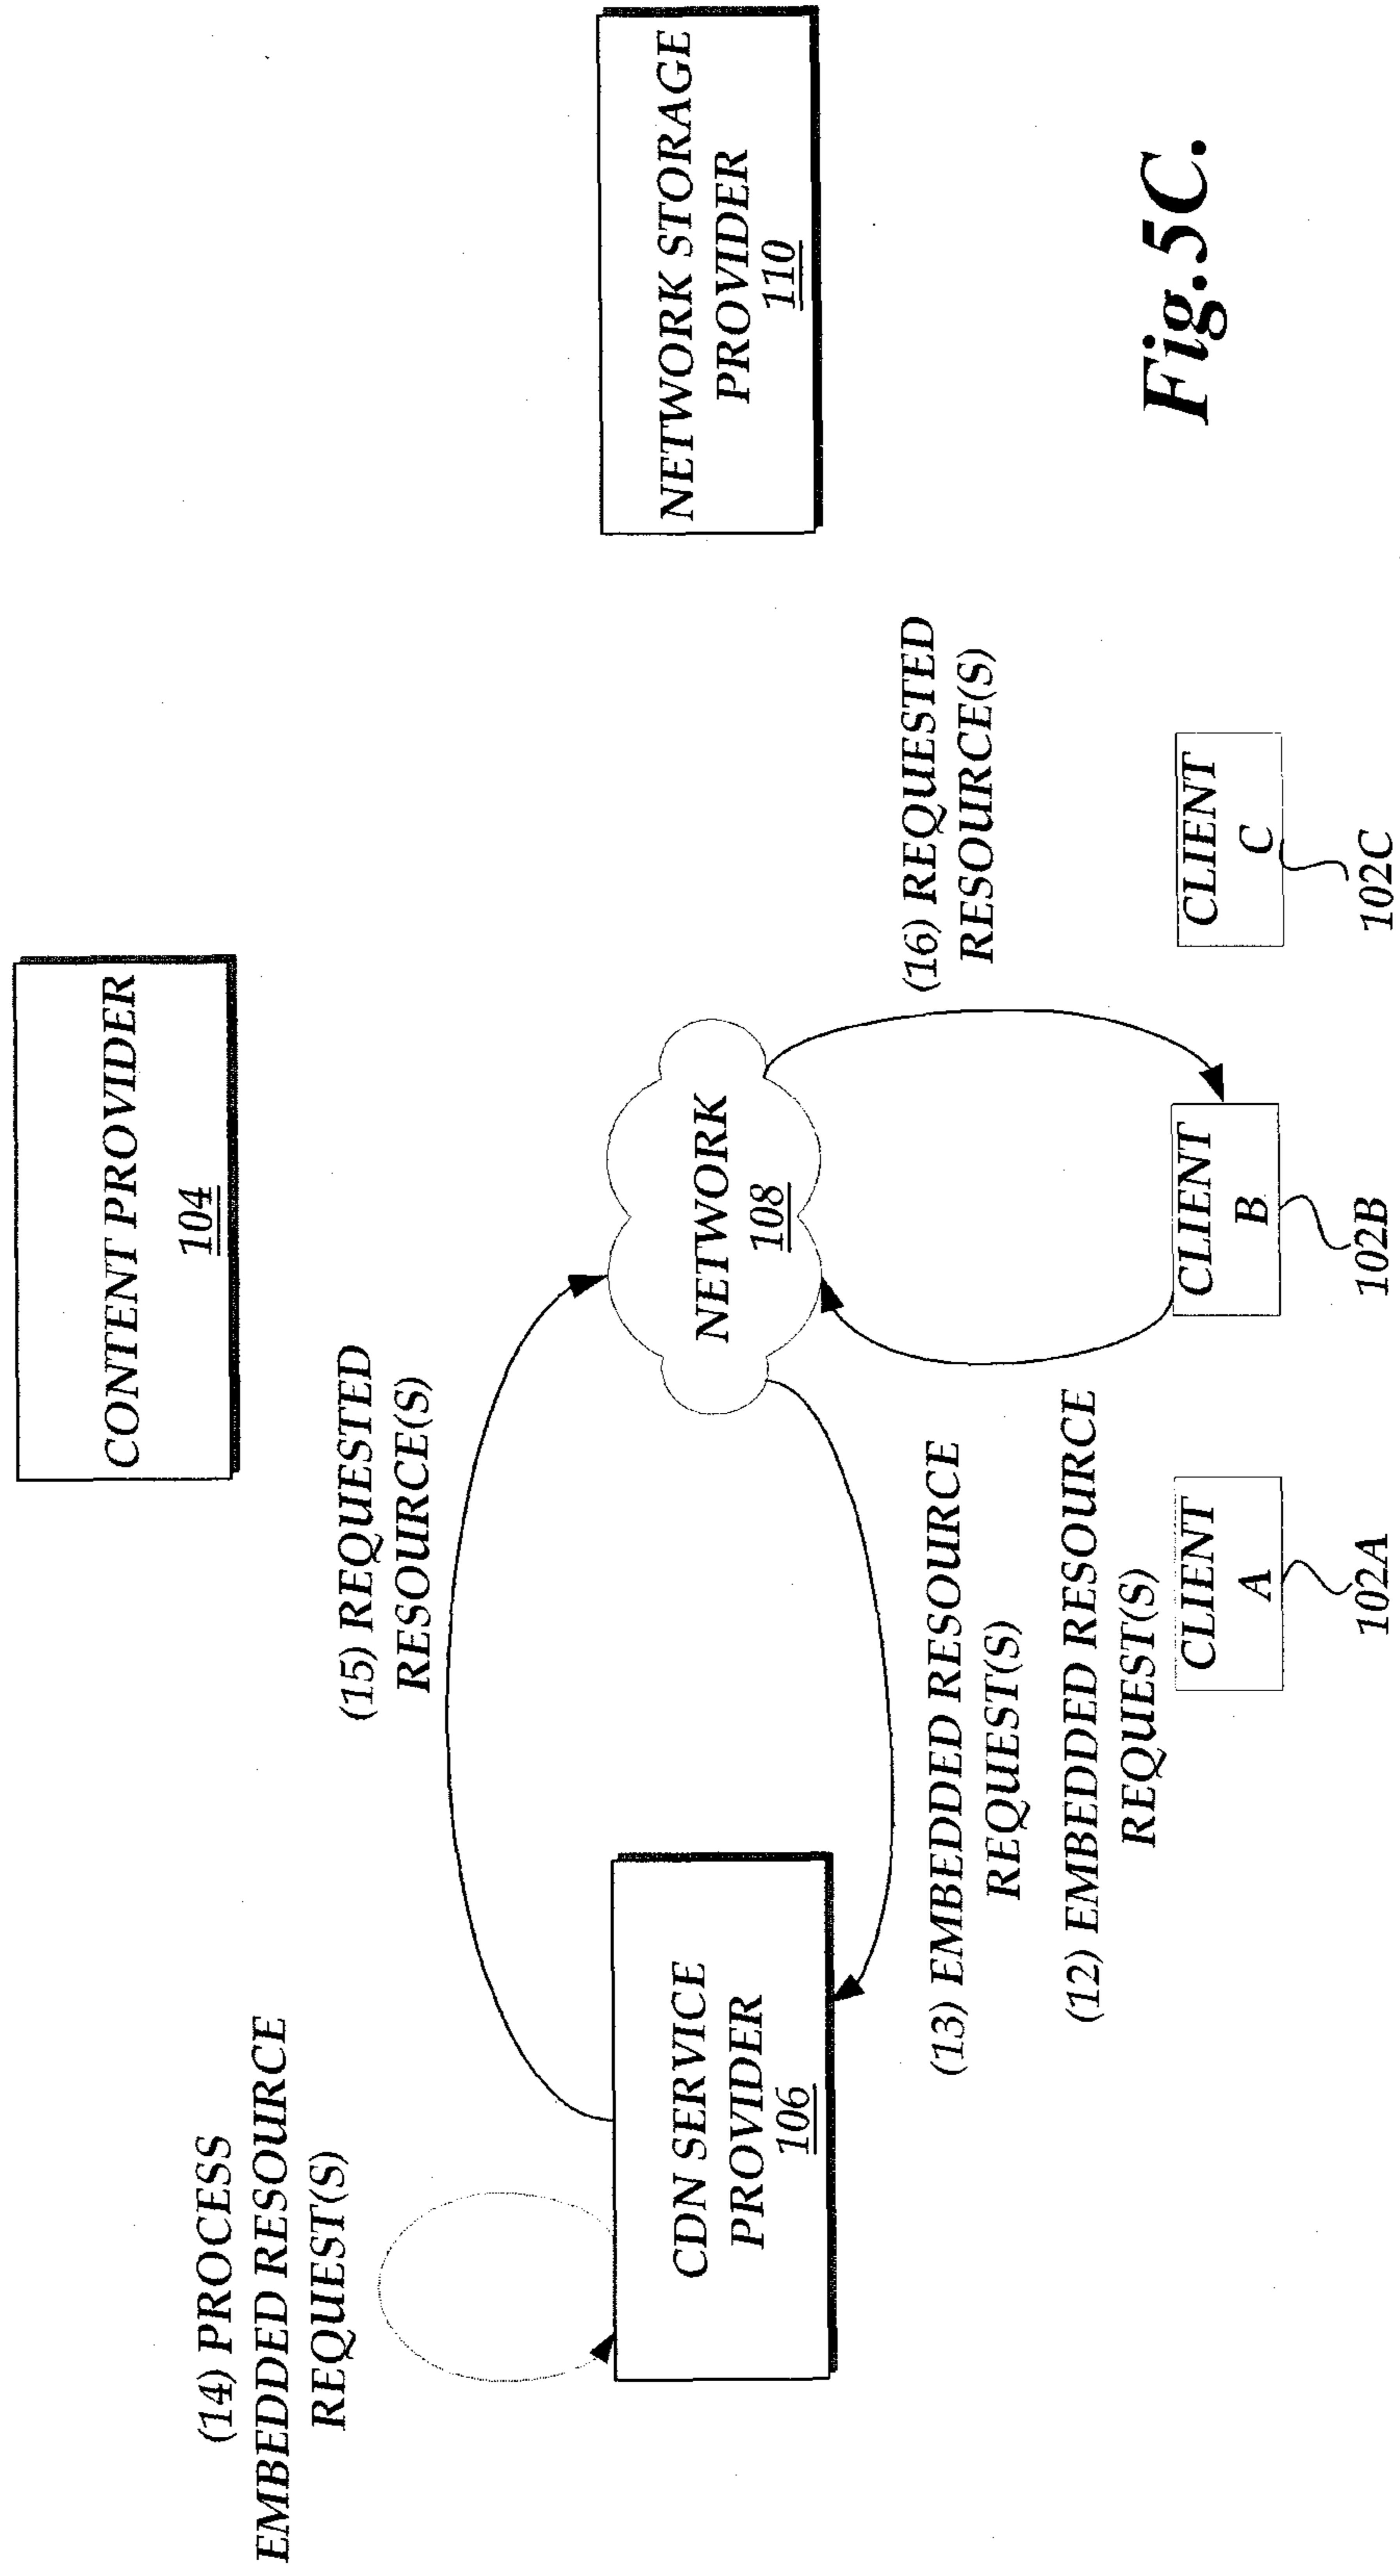 CONTENT PROVIDER
104
(14) PROCESS
EMBEDDED RESOURCE
REQUEST(S)
(15) REQUESTED
RESOURCE(S)
CDN SERVICE
PROVIDER
106
NETWORK
108
NETWORK STORAGE
PROVIDER
110
(13) EMBEDDED RESOURCE
REQUEST(S)
(16) REQUESTED
RESOURCE(S)
(12) EMBEDDED RESOURCE
REQUEST(S)
CLIENT
A
102A
CLIENT
B
102B
CLIENT
C
102C
Fig.5C.